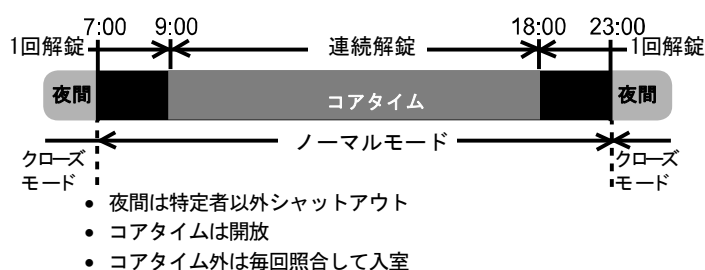 7:00 9:00 18:00 23:00
1回解錠 連続解錠 1回解錠
夜間 コアタイム 夜間
クローズモード ノーマルモード クローズモード
• 夜間は特定者以外シャットアウト
• コアタイムは開放
• コアタイム外は毎回照合して入室